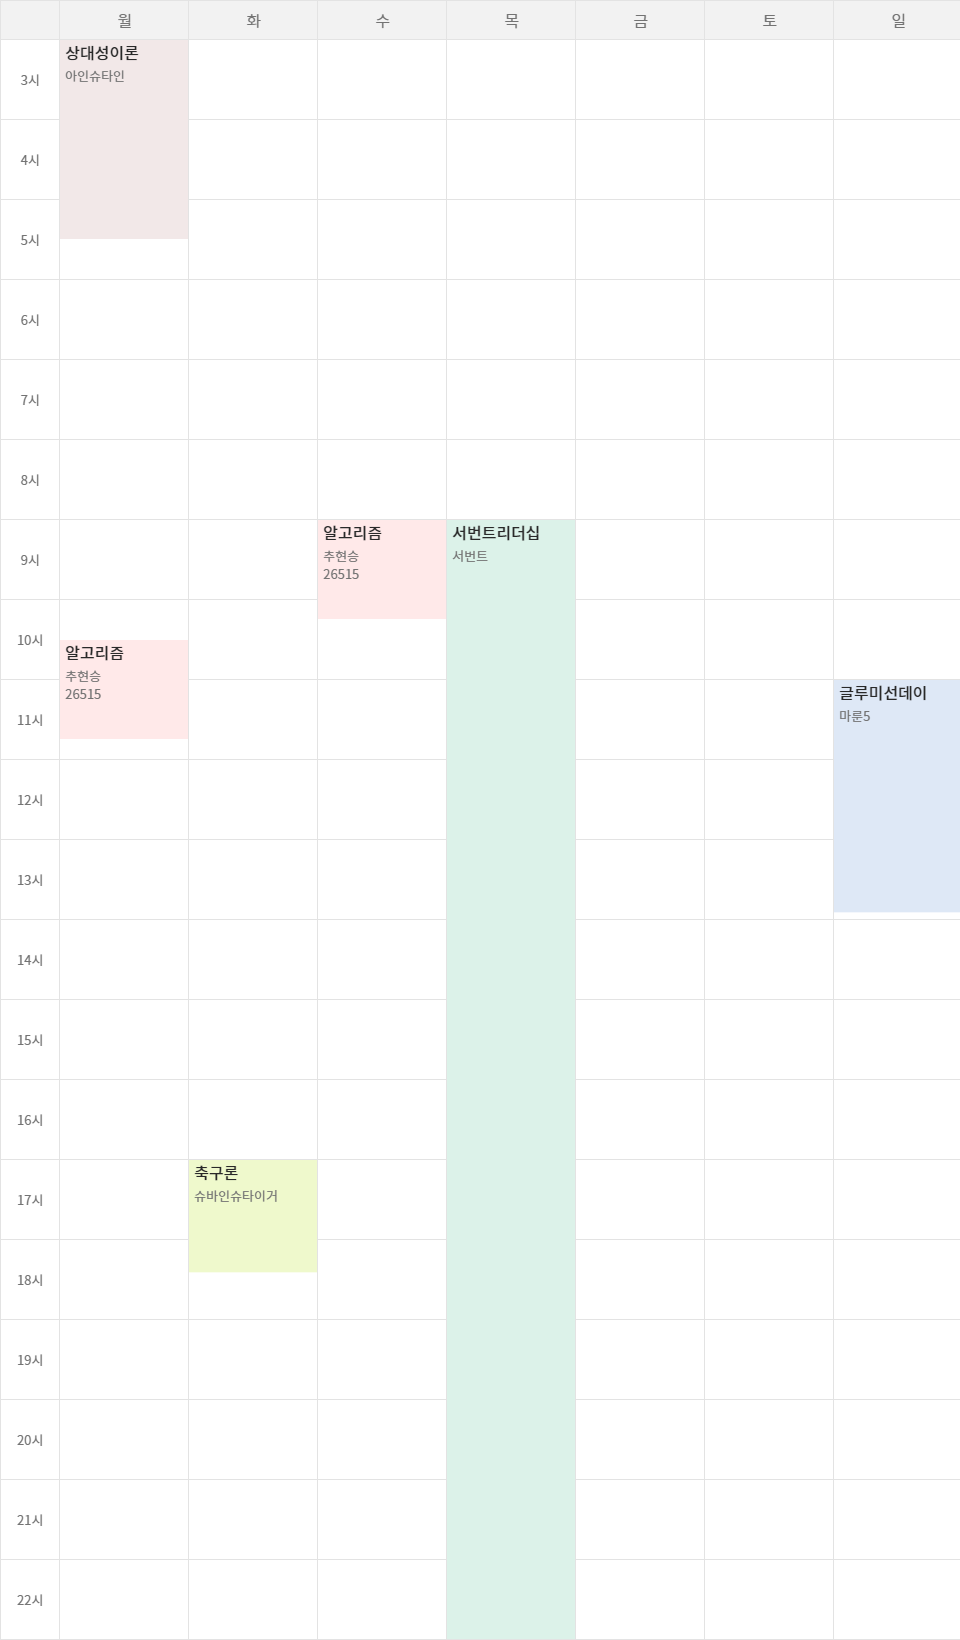 월 화 수 목 금 토 일
3시
상대성이론
아인슈타인
4시
5시
6시
7시
8시
9시
알고리즘
추현승
26515
서번트리더십
서번트
10시
알고리즘
추현승
26515
11시
글루미선데이
마룬5
12시
13시
14시
15시
16시
17시
축구론
슈바인슈타이거
18시
19시
20시
21시
22시